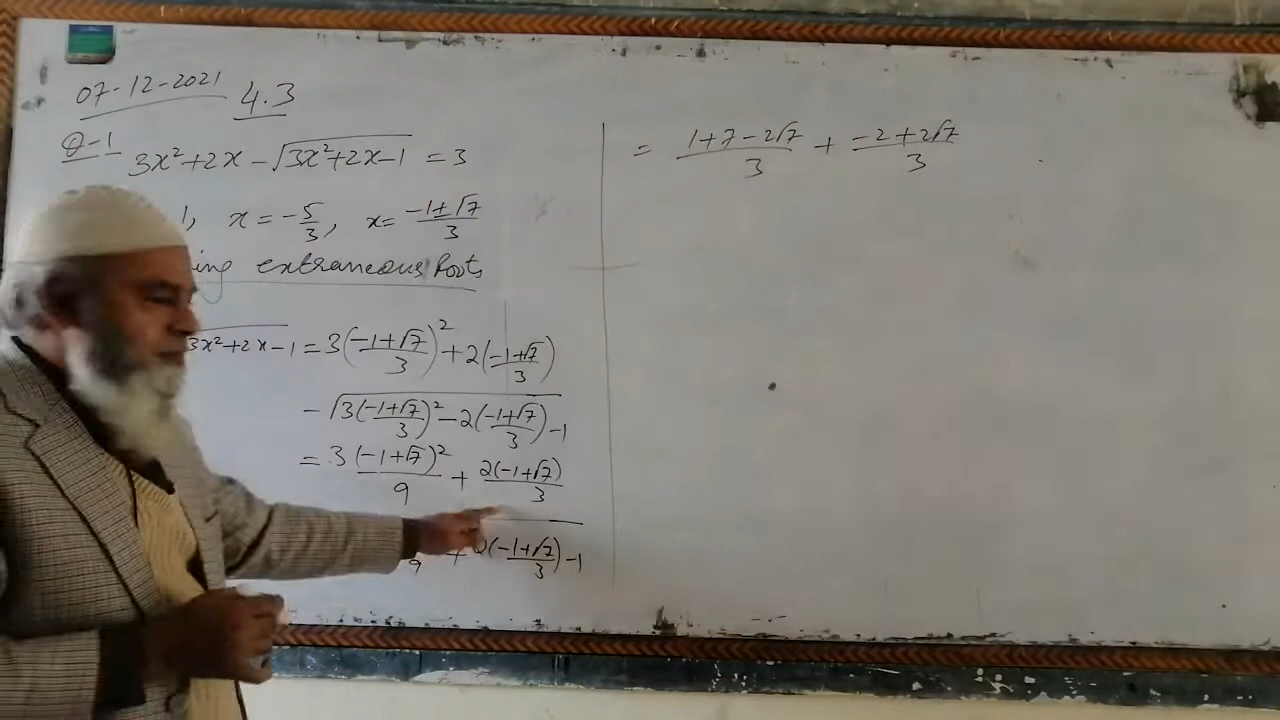 07-12-2021 4.3
Q-1 3x²+2x-√(3x²+2x-1) = 3
1, x = -5/3, x = (-1±√7)/3
ing extraneous Roots
3x²+2x-1 = 3((-1+√7)/3)² + 2((-1+√7)/3)
- √(3((-1+√7)/3)² - 2((-1+√7)/3) -1)
= 3 (-1+√7)²/9 + 2(-1+√7)/3
9 + ((-1+√7)/3) -1
= (1+7-2√7)/3 + (-2+2√7)/3